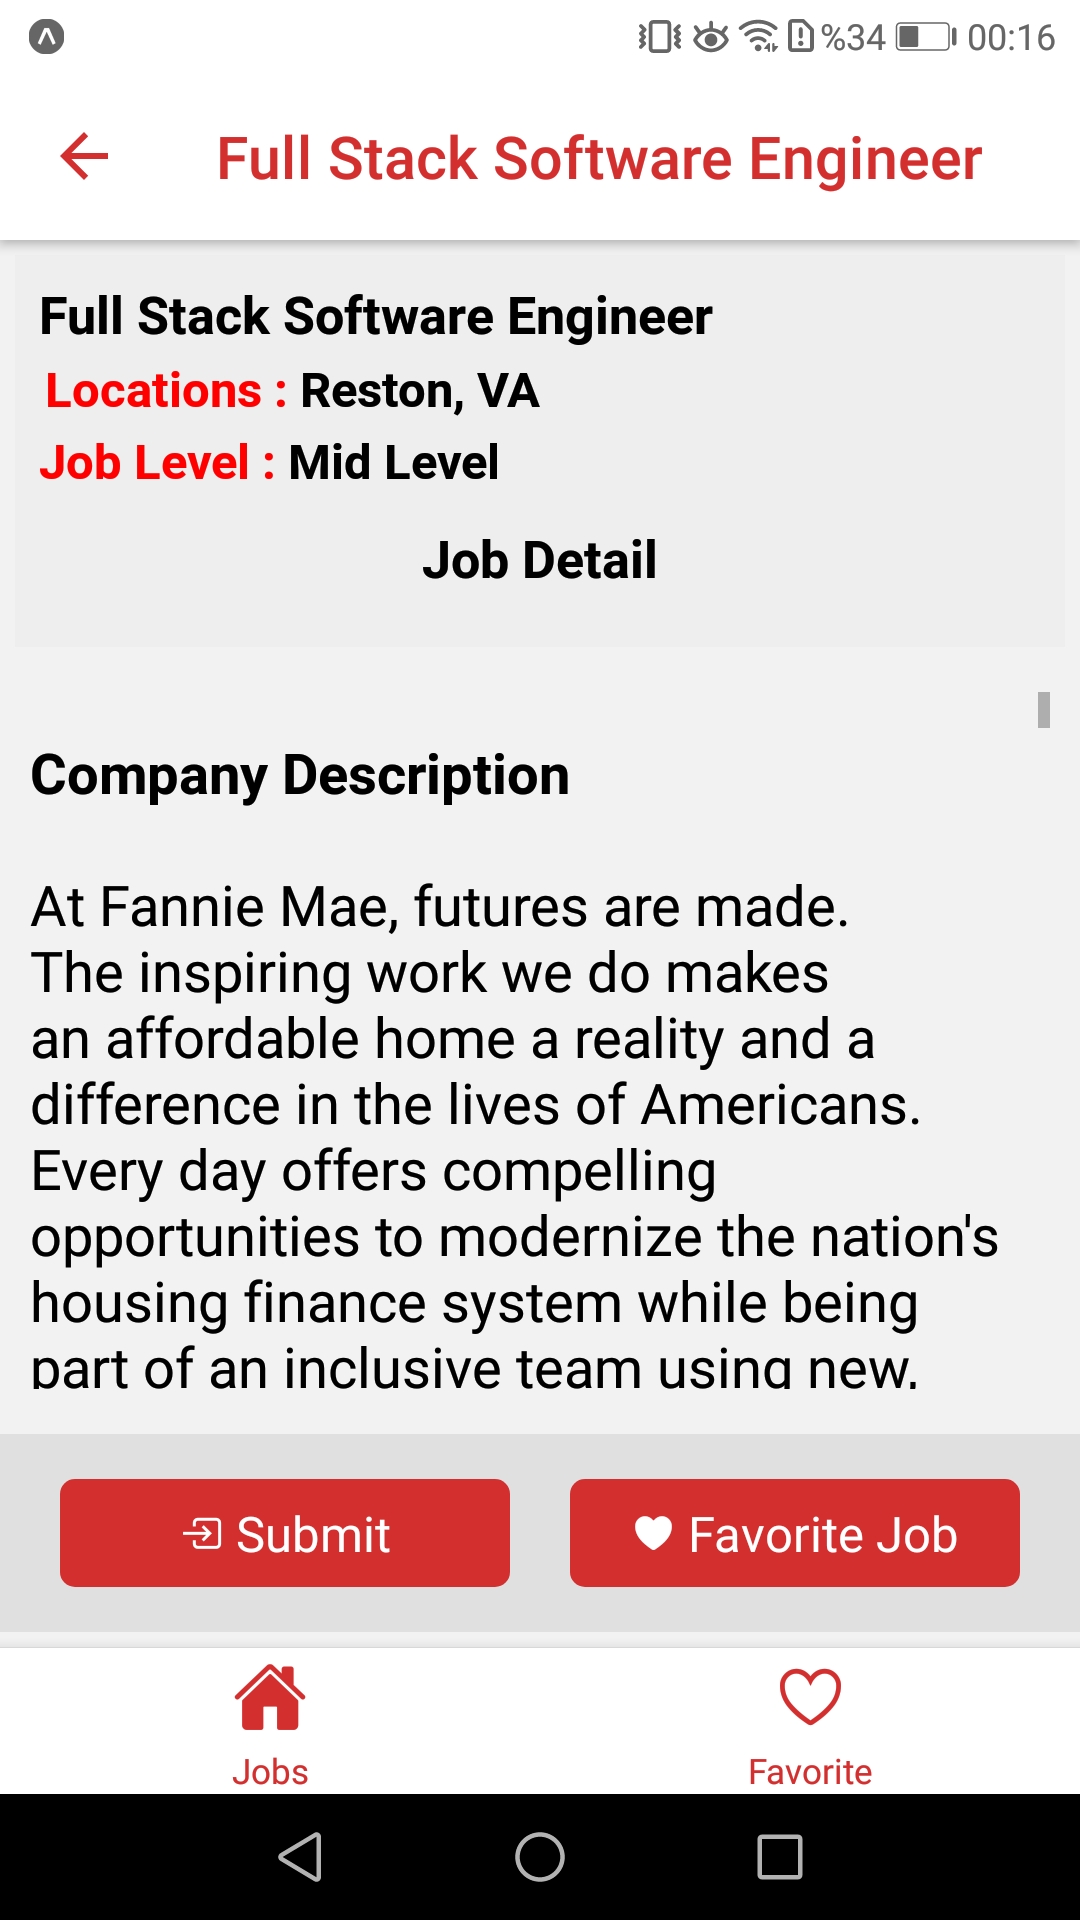 %34 00:16
Full Stack Software Engineer
Full Stack Software Engineer
Locations : Reston, VA
Job Level : Mid Level
Job Detail
Company Description
At Fannie Mae, futures are made.
The inspiring work we do makes
an affordable home a reality and a
difference in the lives of Americans.
Every day offers compelling
opportunities to modernize the nation's
housing finance system while being
part of an inclusive team using new,
Submit
Favorite Job
Jobs
Favorite